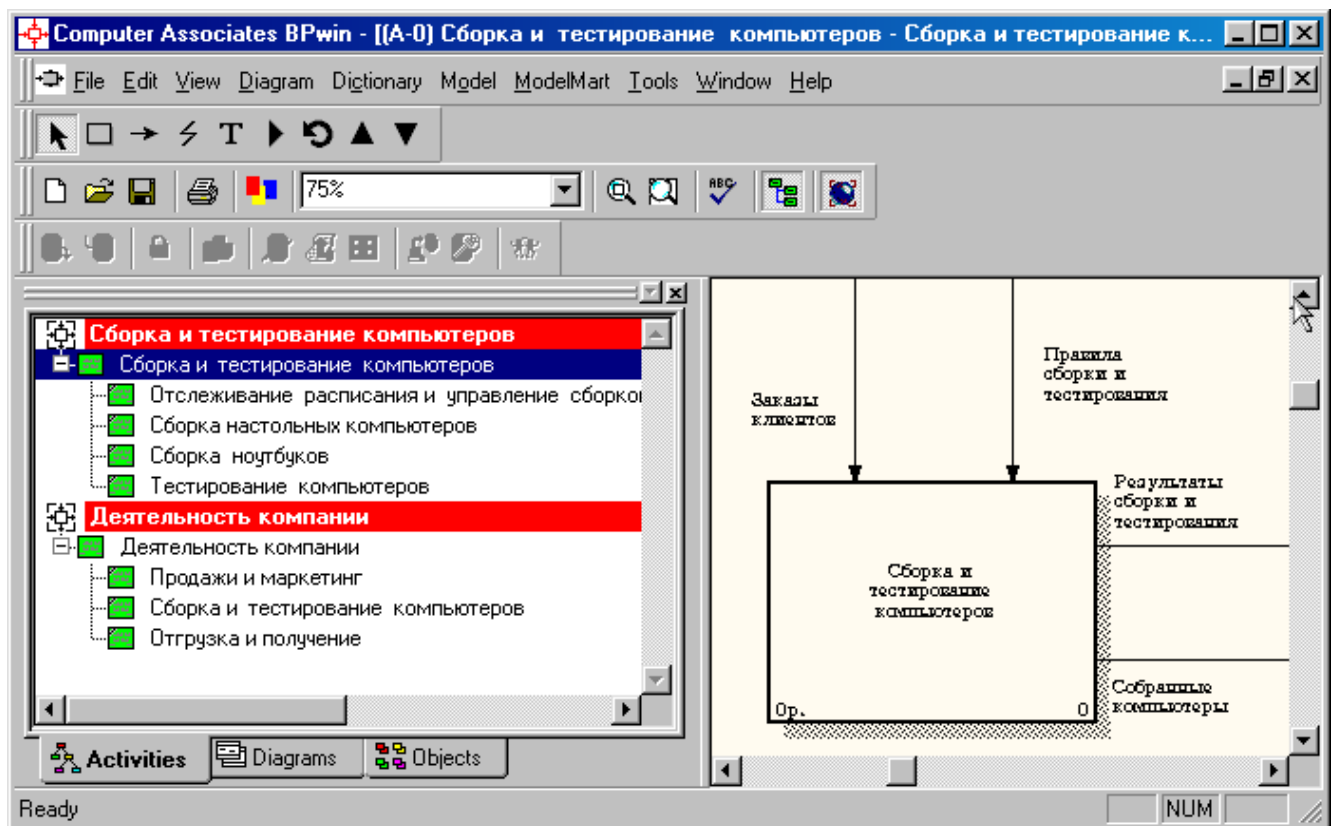 Computer Associates BPwin - [(A-0) Сборка и тестирование компьютеров - Сборка и тестирование к...
File Edit View Diagram Dictionary Model ModelMart Tools Window Help
T
75%
ABC
Сборка и тестирование компьютеров
Сборка и тестирование компьютеров
Отслеживание расписания и управление сборко
Сборка настольных компьютеров
Сборка ноутбуков
Тестирование компьютеров
Деятельность компании
Деятельность компании
Продажи и маркетинг
Сборка и тестирование компьютеров
Отгрузка и получение
Activities Diagrams Objects
Заказы
клиентов
Правила
сборки и
тестирования
Результаты
сборки и
тестирования
Сборка и
тестирование
компьютеров
0р. 0
Собранные
компьютеры
Ready NUM